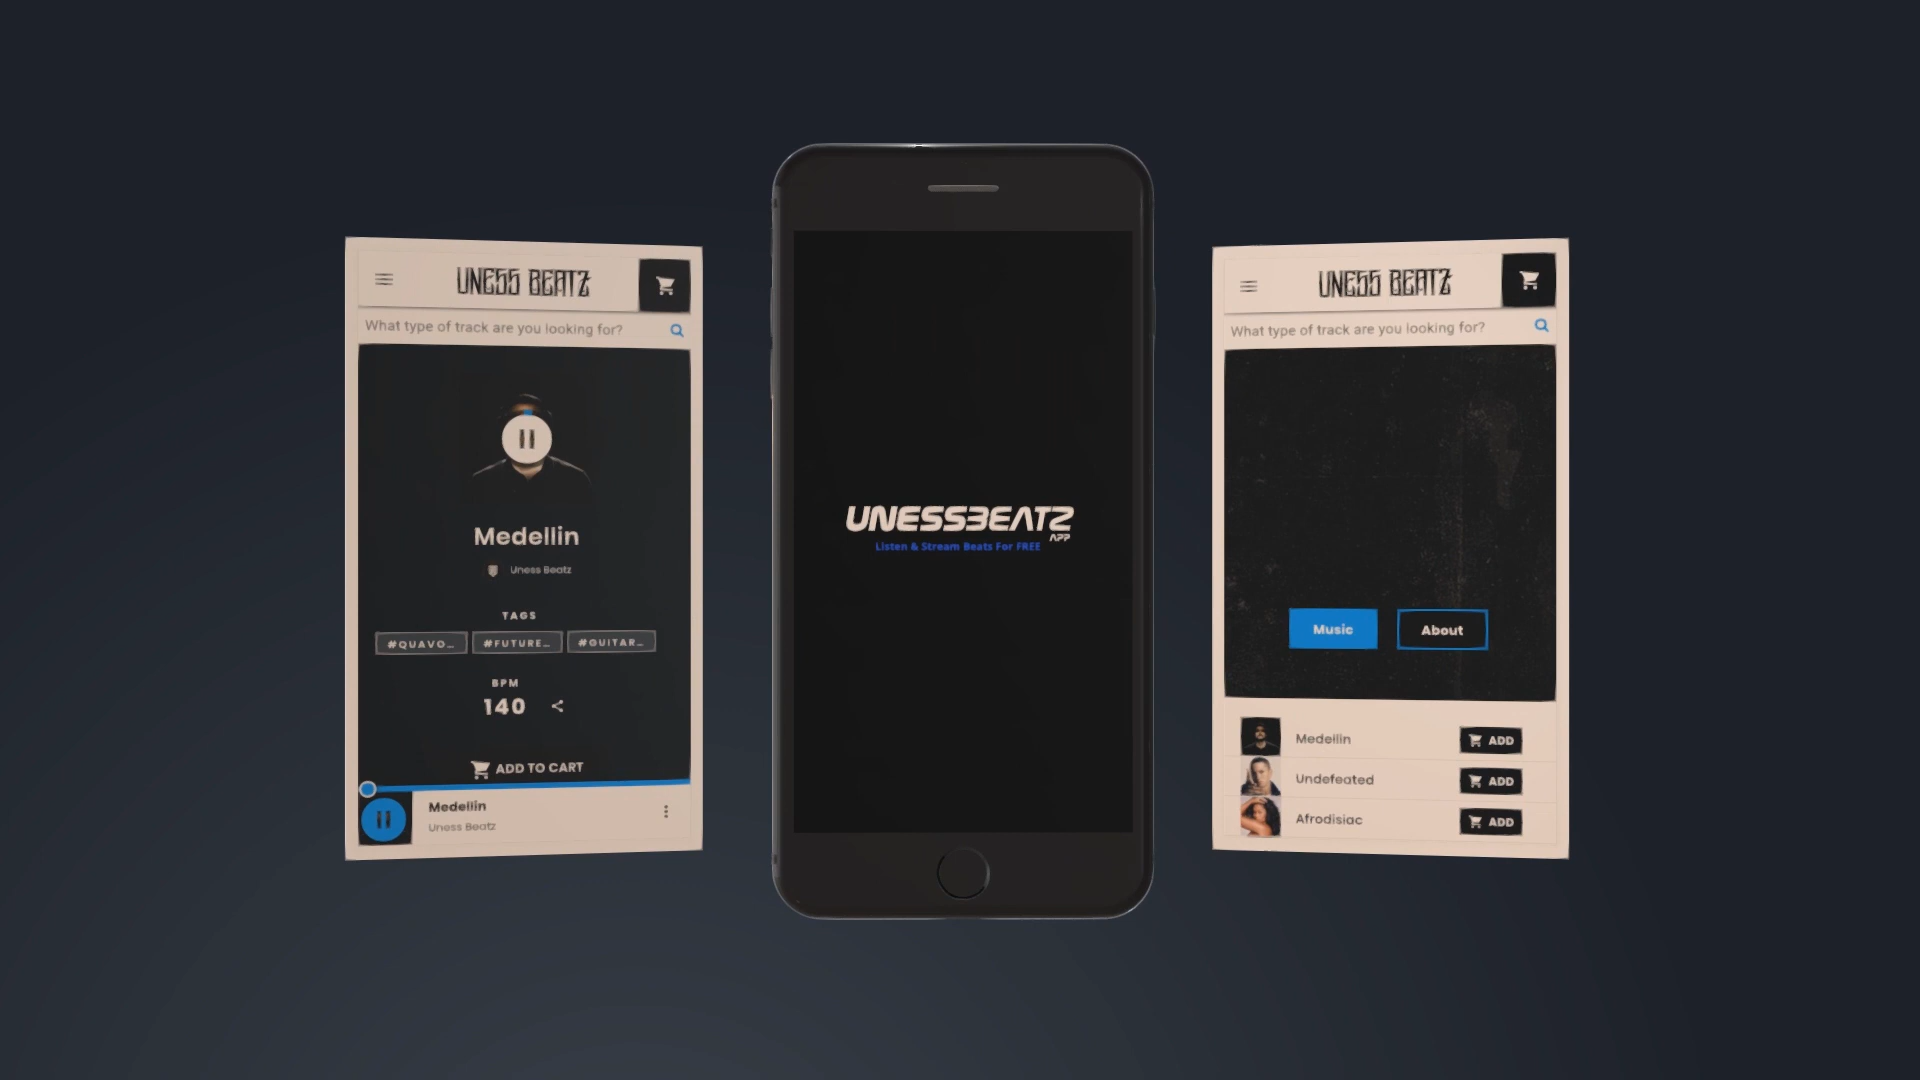 UNESS BEATZ
What type of track are you looking for?
Medellin
Uness Beatz
TAGS
#QUAVO...
#FUTURE...
#GUITAR...
BPM
140
ADD TO CART
Medellin
Uness Beatz
UNESSBEATZ
APP
Listen & Stream Beats For FREE
UNESS BEATZ
What type of track are you looking for?
Music
About
Medellin
ADD
Undefeated
ADD
Afrodisiac
ADD